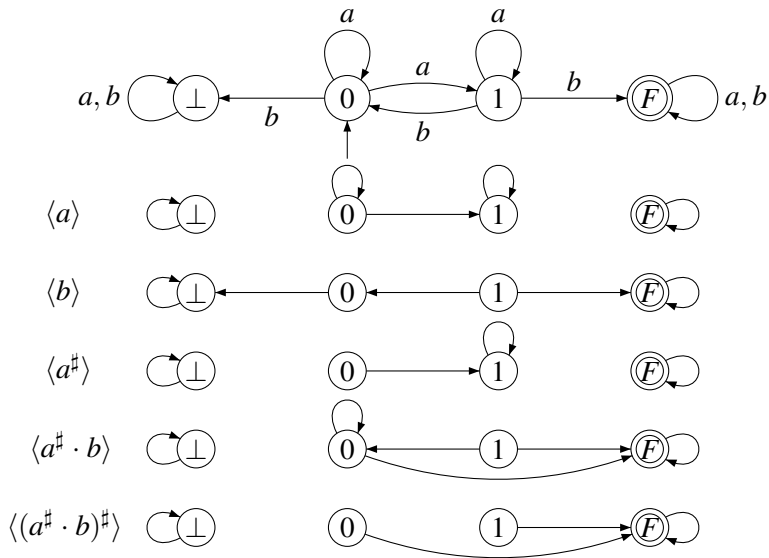 a a
a, b ⊥ b 0 a b 1 b F a, b
⟨a⟩ ⊥ 0 1 F
⟨b⟩ ⊥ 0 1 F
⟨a♯⟩ ⊥ 0 1 F
⟨a♯ · b⟩ ⊥ 0 1 F
⟨(a♯ · b)♯⟩ ⊥ 0 1 F